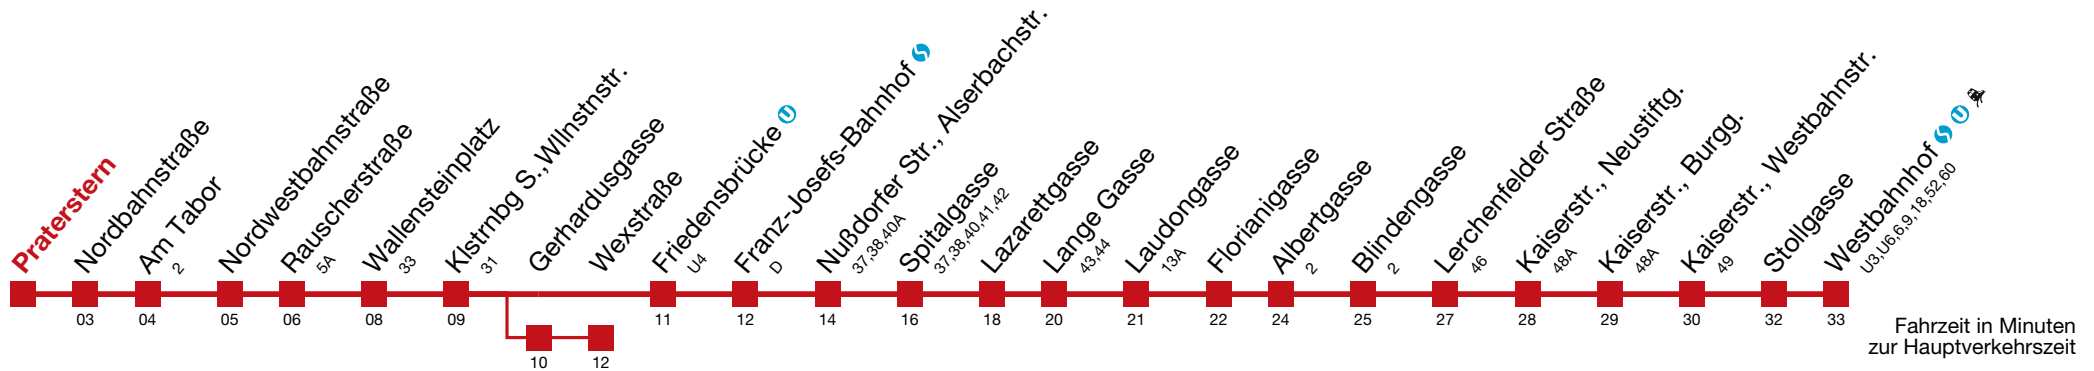 Praterstern
Nordbahnstraße
03
Am Tabor
2
04
Nordwestbahnstraße
05
Rauscherstraße
5A
06
Wallensteinplatz
33
08
Klstrnbg S.,Wllnstnstr.
31
09
Gerhardusgasse
10
Wexstraße
12
Friedensbrücke
U4
11
Franz-Josefs-Bahnhof
D
12
Nußdorfer Str., Alserbachstr.
37,38,40A
14
Spitalgasse
37,38,40,41,42
16
Lazarettgasse
18
Lange Gasse
43,44
20
Laudongasse
13A
21
Florianigasse
22
Albertgasse
2
24
Blindengasse
2
25
Lerchenfelder Straße
46
27
Kaiserstr., Neustiftg.
48A
28
Kaiserstr., Burgg.
48A
29
Kaiserstr., Westbahnstr.
49
30
Stollgasse
32
Westbahnhof
U3,U6,6,9,18,52,60
33
Fahrzeit in Minuten
zur Hauptverkehrszeit